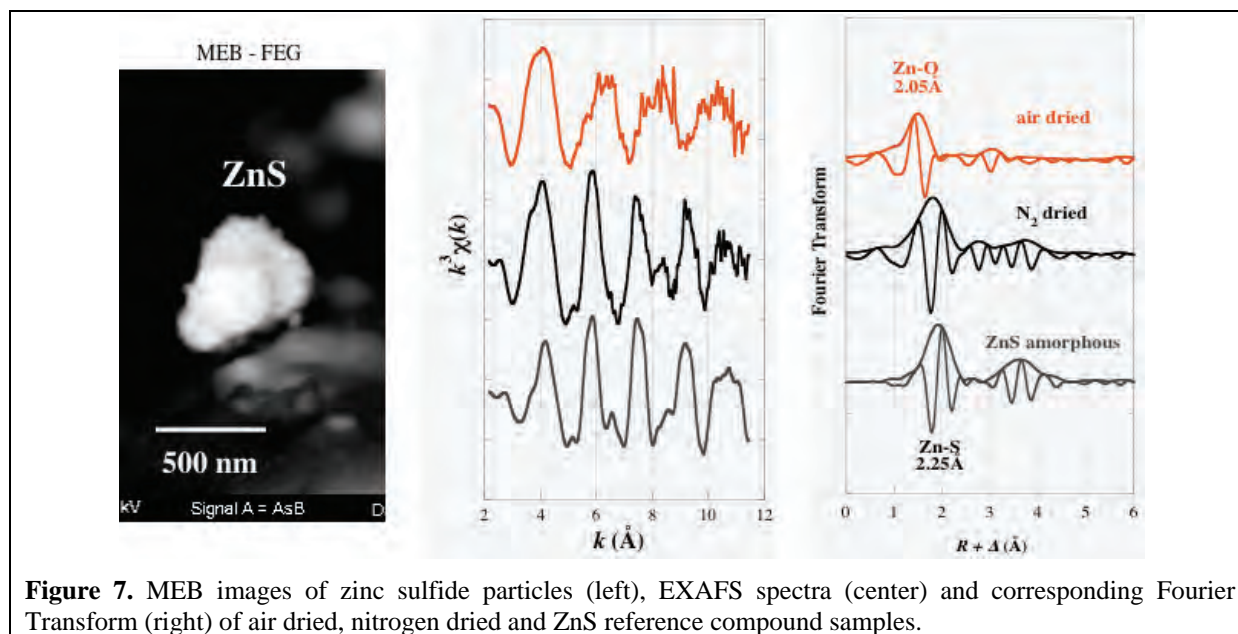 MEB - FEG
ZnS
500 nm
kV
Signal A = AsB
D
k³χ(k)
2
4
6
8
10
12
k (Å)
Fourier Transform
Zn-O
2.05Å
air dried
N₂ dried
ZnS amorphous
Zn-S
2.25Å
0
1
2
3
4
5
6
R + Δ (Å)
Figure 7. MEB images of zinc sulfide particles (left), EXAFS spectra (center) and corresponding Fourier
Transform (right) of air dried, nitrogen dried and ZnS reference compound samples.